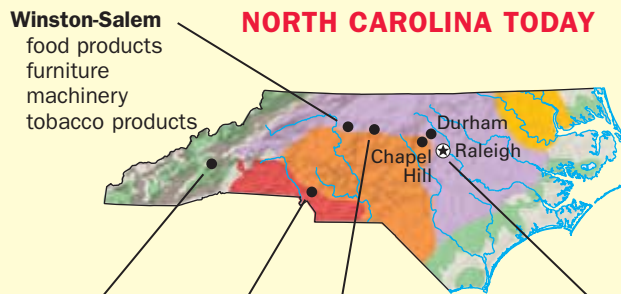 Winston-Salem
food products
furniture
machinery
tobacco products
NORTH CAROLINA TODAY
Durham
Chapel
Hill
Raleigh